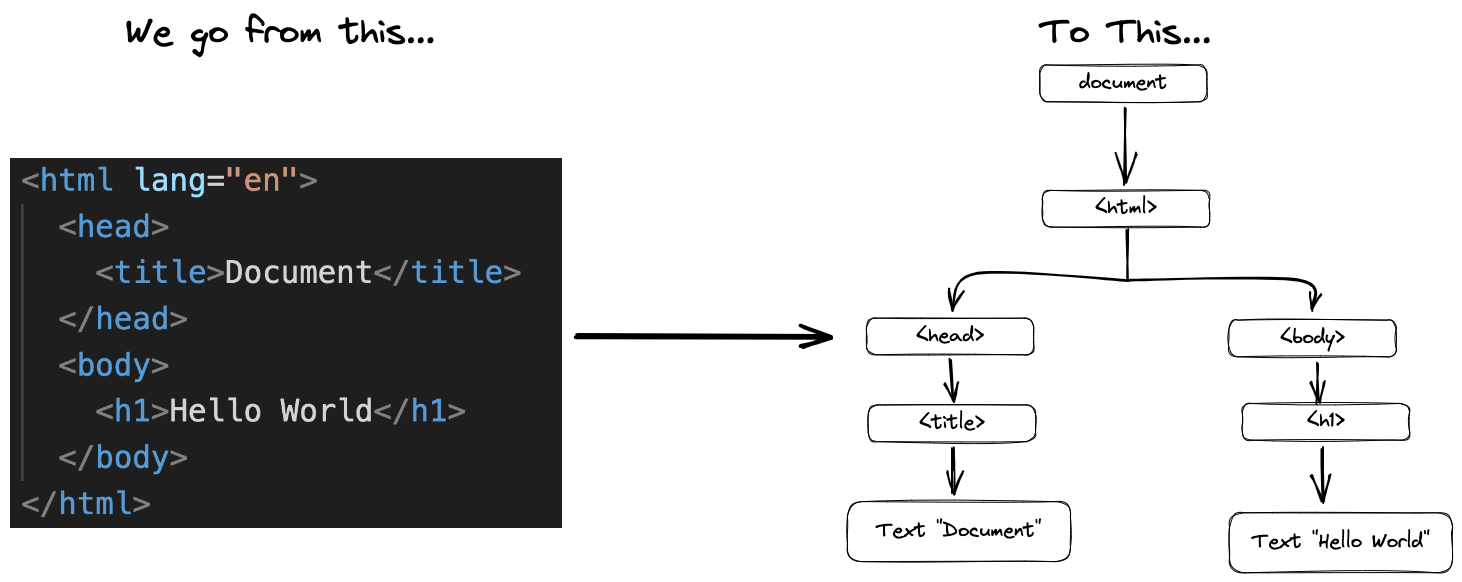 We go from this...
<html lang="en">
<head>
<title>Document</title>
</head>
<body>
<h1>Hello World</h1>
</body>
</html>
To This...
document
<html>
<head>
<body>
<title>
<h1>
Text "Document"
Text "Hello World"